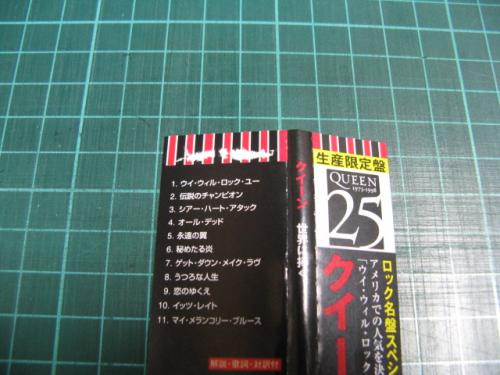 1. ウイ・ウィル・ロック・ユー
2. 伝説のチャンピオン
3. シアー・ハート・アタック
4. オール・デッド
5. 永遠の翼
6. 秘めたる炎
7. ゲット・ダウン・メイク・ラヴ
8. うつろな人生
9. 恋のゆくえ
10. イッツ・レイト
11. マイ・メランコリー・ブルース
解説・歌詞・対訳付
クイーン 世界に捧ぐ
生産限定盤
QUEEN
1973-1998
25
ロック名盤スペシ
アメリカでの人気を決
「ウイ・ウィル・ロック
クイー